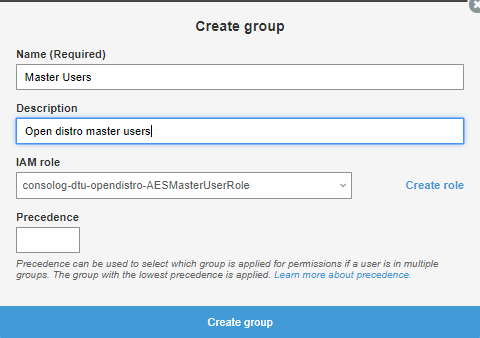 Create group
Name (Required)
Master Users
Description
Open distro master users
IAM role
consolog-dtu-opendistro-AESMasterUserRole
Create role
Precedence
Precedence can be used to select which group is applied for permissions if a user is in multiple
groups. The group with the lowest precedence is applied. Learn more about precedence.
Create group